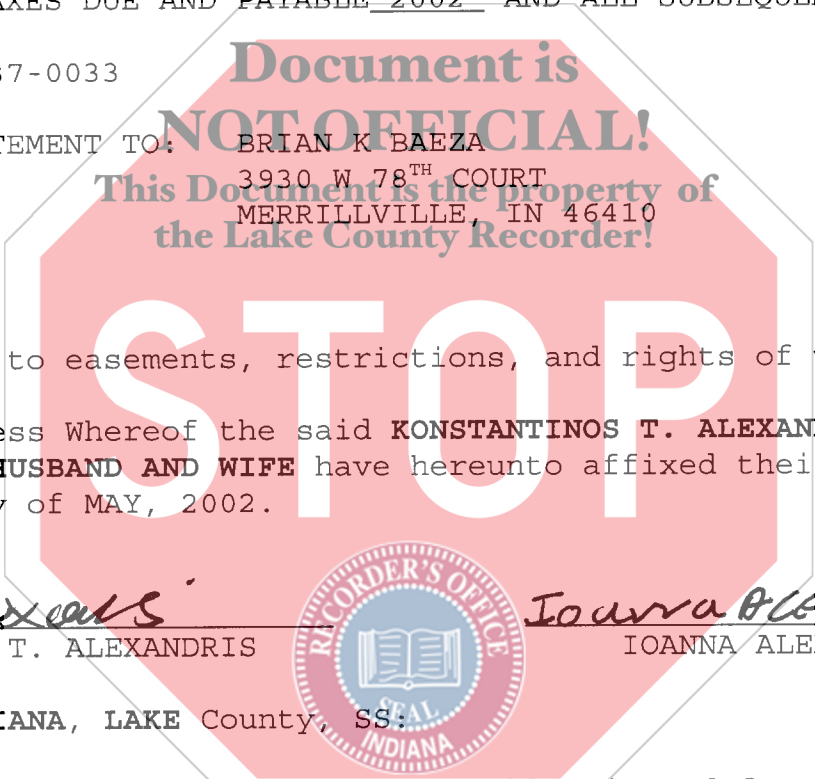 AXES DUE AND PAYABLE 2002 AND ALL SUBSEQUE
Document is
7-0033
NOT OFFICIAL!
TEMENT TO: BRIAN K BAEZA
This Document is the property of
3930 W 78TH COURT
MERRILLVILLE, IN 46410
the Lake County Recorder!
STOP
to easements, restrictions, and rights of
ess Whereof the said KONSTANTINOS T. ALEXAN
HUSBAND AND WIFE have hereunto affixed thei
y of MAY, 2002.
RECORDER'S OFFICE
Ioanna Ale
T. ALEXANDRIS IOANNA ALE
SEAL
IANA, LAKE County, SS:
INDIANA